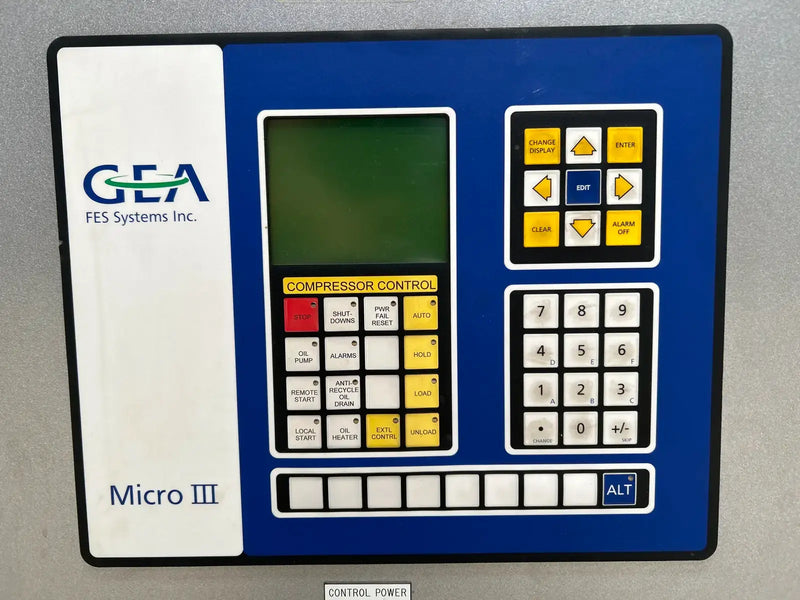 GEA
FES Systems Inc.
Micro III
COMPRESSOR CONTROL
STOP
SHUT-
DOWNS
PWR
FAIL
RESET
AUTO
OIL
PUMP
ALARMS
HOLD
REMOTE
START
ANTI-
RECYCLE
OIL
DRAIN
LOAD
LOCAL
START
OIL
HEATER
EXTL
CONTRL
UNLOAD
CHANGE
DISPLAY
ENTER
EDIT
CLEAR
ALARM
OFF
7
8
9
4
D
5
E
6
F
1
A
2
B
3
C
•
CHANGE
0
+/-
SKIP
ALT
CONTROL POWER